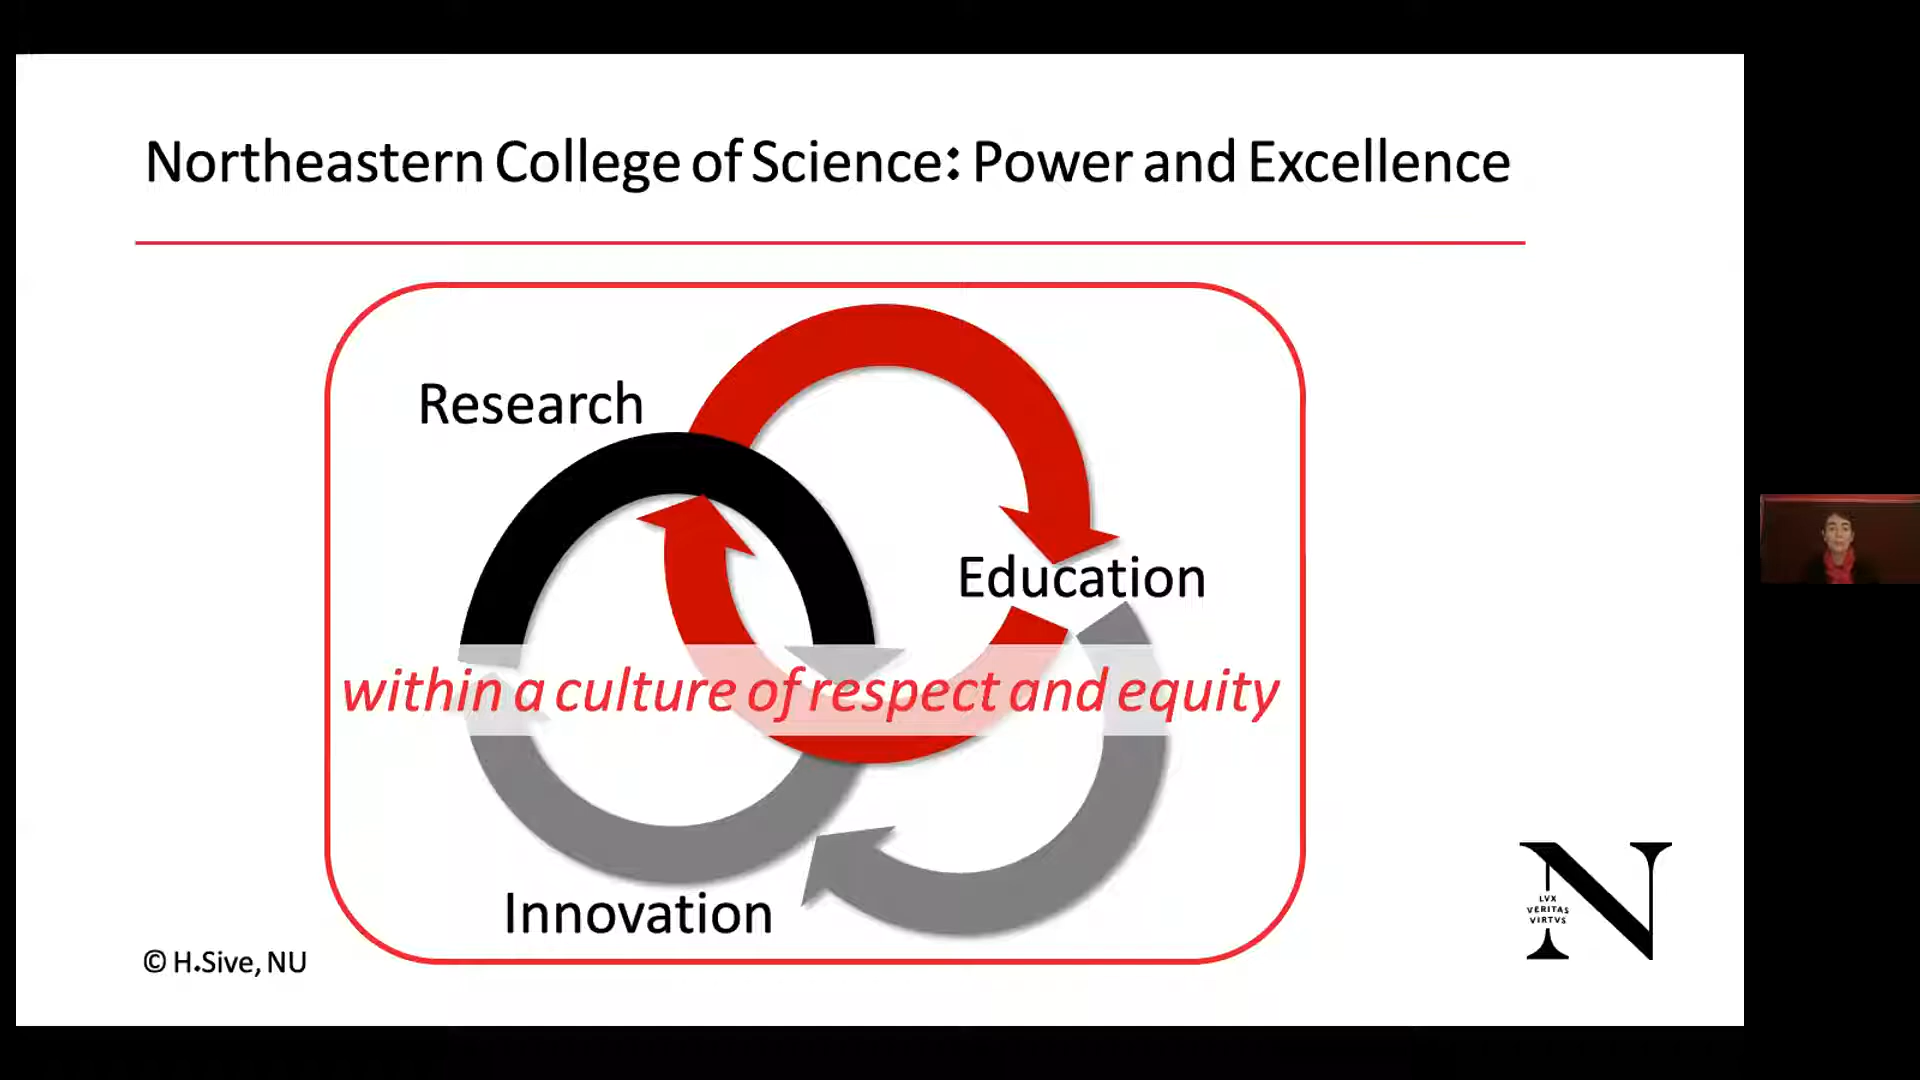 Northeastern College of Science: Power and Excellence
Research
Education
within a culture of respect and equity
Innovation
© H.Sive, NU
LVX
VERITAS
VIRTVS
N